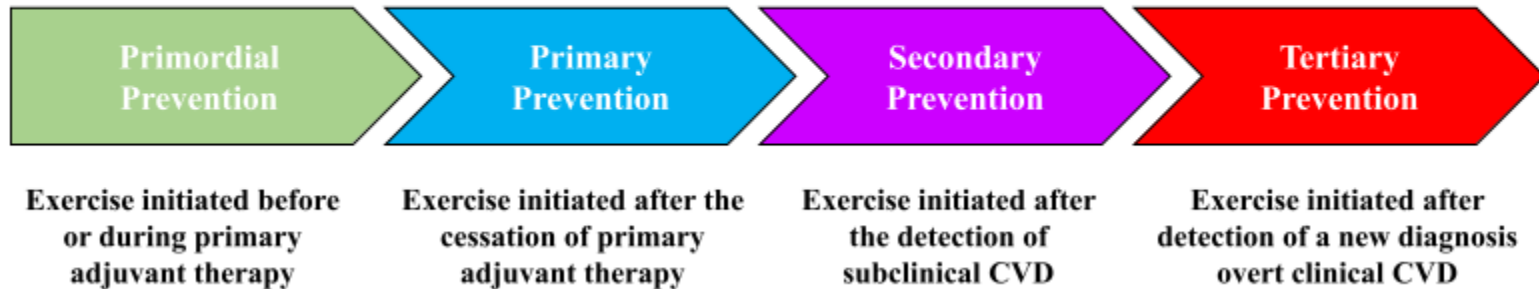 Primordial
Prevention
Primary
Prevention
Secondary
Prevention
Tertiary
Prevention
Exercise initiated before
or during primary
adjuvant therapy
Exercise initiated after the
cessation of primary
adjuvant therapy
Exercise initiated after
the detection of
subclinical CVD
Exercise initiated after
detection of a new diagnosis
overt clinical CVD